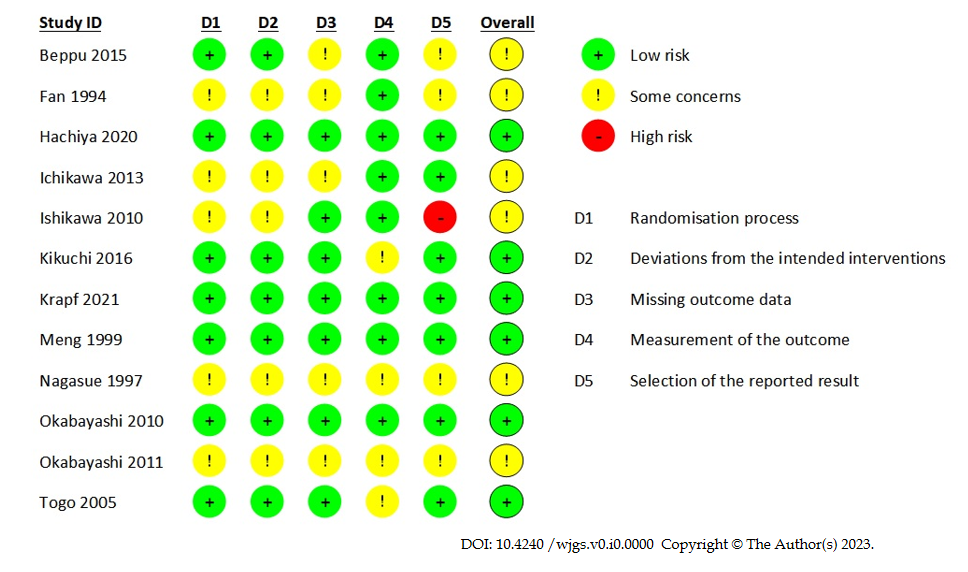 Study ID D1 D2 D3 D4 D5 Overall
Beppu 2015 + + ! + ! ! + Low risk
Fan 1994 ! ! ! + ! ! ! Some concerns
Hachiya 2020 + + + + + + - High risk
Ichikawa 2013 ! ! ! + + !
Ishikawa 2010 ! ! + + - ! D1 Randomisation process
Kikuchi 2016 + + + ! + + D2 Deviations from the intended interventions
Krapf 2021 + + + + + + D3 Missing outcome data
Meng 1999 + + + + + + D4 Measurement of the outcome
Nagasue 1997 ! ! ! ! ! ! D5 Selection of the reported result
Okabayashi 2010 + + + + + +
Okabayashi 2011 ! ! ! ! ! !
Togo 2005 + + + ! + +
DOI: 10.4240 /wjgs.v0.i0.0000 Copyright © The Author(s) 2023.